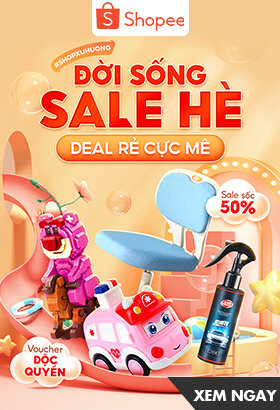 Shopee
#SHOPXUHUONG
ĐỜI SỐNG
SALE HÈ
DEAL RẺ CỰC MÊ
Sale sốc
50%
Voucher
ĐỘC
QUYỀN
XEM NGAY